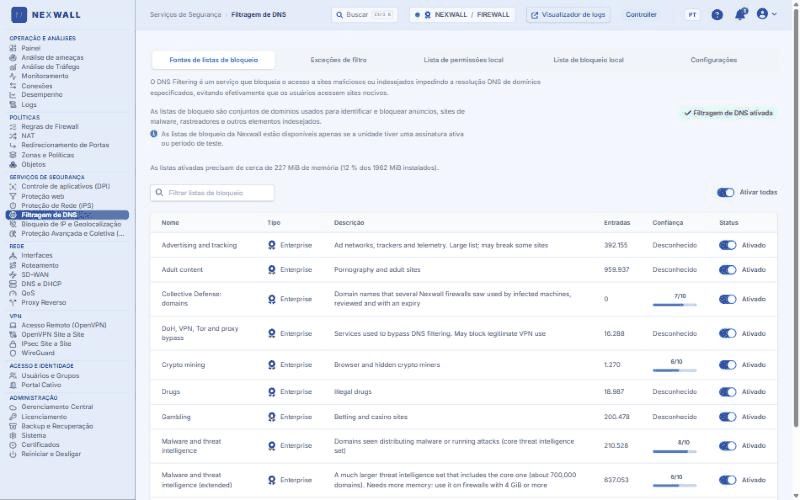 NEXWALL
Serviços de Segurança › Filtragem de DNS
Buscar Ctrl K
NEXWALL / FIREWALL
Visualizador de logs
Controller
PT
OPERAÇÃO E ANÁLISES
Painel
Análise de ameaças
Análise de Tráfego
Monitoramento
Conexões
Desempenho
Logs
POLÍTICAS
Regras de Firewall
NAT
Redirecionamento de Portas
Zonas e Políticas
Objetos
SERVIÇOS DE SEGURANÇA
Controle de aplicativos (DPI)
Proteção web
Proteção de Rede (IPS)
Filtragem de DNS
Bloqueio de IP e Geolocalização
Proteção Avançada e Coletiva (...
REDE
Interfaces
Roteamento
SD-WAN
DNS e DHCP
QoS
Proxy Reverso
VPN
Acesso Remoto (OpenVPN)
OpenVPN Site a Site
IPsec Site a Site
WireGuard
ACESSO E IDENTIDADE
Usuários e Grupos
Portal Cativo
ADMINISTRAÇÃO
Gerenciamento Central
Licenciamento
Backup e Recuperação
Sistema
Certificados
Reiniciar e Desligar
Fontes de listas de bloqueio
Exceções de filtro
Lista de permissões local
Lista de bloqueio local
Configurações
O DNS Filtering é um serviço que bloqueia o acesso a sites maliciosos ou indesejados impedindo a resolução DNS de domínios
especificados, evitando efetivamente que os usuários acessem sites nocivos.
As listas de bloqueio são conjuntos de domínios usados para identificar e bloquear anúncios, sites de
malware, rastreadores e outros elementos indesejados.
As listas de bloqueio da Nexwall estão disponíveis apenas se a unidade tiver uma assinatura ativa
ou período de teste.
Filtragem de DNS ativada
As listas ativadas precisam de cerca de 227 MiB de memória (12 % dos 1962 MiB instalados).
Filtrar listas de bloqueio
Ativar todas
Nome Tipo Descrição Entradas Confiança Status
Advertising and tracking Enterprise Ad networks, trackers and telemetry. Large list; may break some sites 392.155 Desconhecido Ativado
Adult content Enterprise Pornography and adult sites 959.937 Desconhecido Ativado
Collective Defense:
domains
Enterprise
Domain names that several Nexwall firewalls saw used by infected machines,
reviewed and with an expiry
0
7/10
Ativado
DoH, VPN, Tor and proxy
bypass
Enterprise
Services used to bypass DNS filtering. May block legitimate VPN use
16.288 Desconhecido Ativado
Crypto mining Enterprise Browser and hidden crypto miners 1.270 6/10 Ativado
Drugs Enterprise Illegal drugs 18.987 Desconhecido Ativado
Gambling Enterprise Betting and casino sites 200.478 Desconhecido Ativado
Malware and threat
intelligence
Enterprise
Domains seen distributing malware or running attacks (core threat intelligence
set)
210.528
8/10
Ativado
Malware and threat
intelligence (extended)
Enterprise
A much larger threat intelligence set that includes the core one (about 700,000
domains). Needs more memory: use it on firewalls with 4 GiB or more
637.053
6/10
Ativado